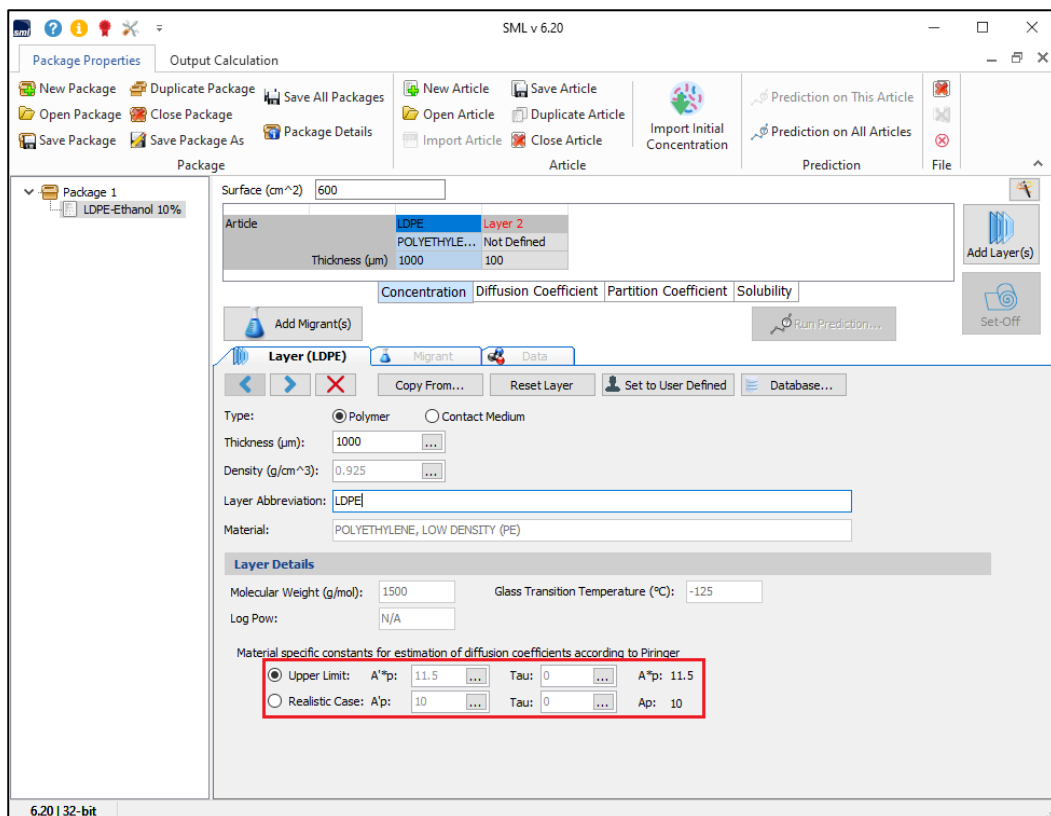 sml
SML v 6.20
Package Properties Output Calculation
New Package Duplicate Package Save All Packages New Article Save Article Import Initial Concentration Prediction on This Article
Open Package Close Package Package Details Open Article Duplicate Article Prediction on All Articles
Save Package Save Package As Import Article Close Article
Package Article Prediction File
Package 1
LDPE-Ethanol 10%
Surface (cm^2) 600
Article LDPE Layer 2
POLYETHYLE... Not Defined
Thickness (µm) 1000 100
Add Layer(s)
Concentration Diffusion Coefficient Partition Coefficient Solubility
Add Migrant(s) Run Prediction... Set-Off
Layer (LDPE) Migrant Data
Copy From... Reset Layer Set to User Defined Database...
Type: Polymer Contact Medium
Thickness (µm): 1000 ...
Density (g/cm^3): 0.925 ...
Layer Abbreviation: LDPE
Material: POLYETHYLENE, LOW DENSITY (PE)
Layer Details
Molecular Weight (g/mol): 1500 Glass Transition Temperature (°C): -125
Log Pow: N/A
Material specific constants for estimation of diffusion coefficients according to Piringer
Upper Limit: A'*p: 11.5 ... Tau: 0 ... A*p: 11.5
Realistic Case: A'p: 10 ... Tau: 0 ... Ap: 10
6.20 | 32-bit